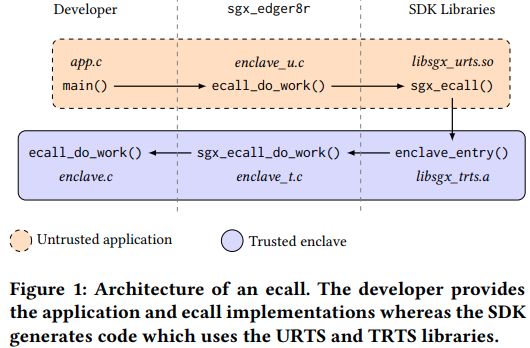 Developer sgx_edger8r SDK Libraries
app.c enclave_u.c libsgx_urts.so
main() ecall_do_work() sgx_ecall()
ecall_do_work() sgx_ecall_do_work() enclave_entry()
enclave.c enclave_t.c libsgx_trts.a
Untrusted application Trusted enclave
Figure 1: Architecture of an ecall. The developer provides
the application and ecall implementations whereas the SDK
generates code which uses the URTS and TRTS libraries.